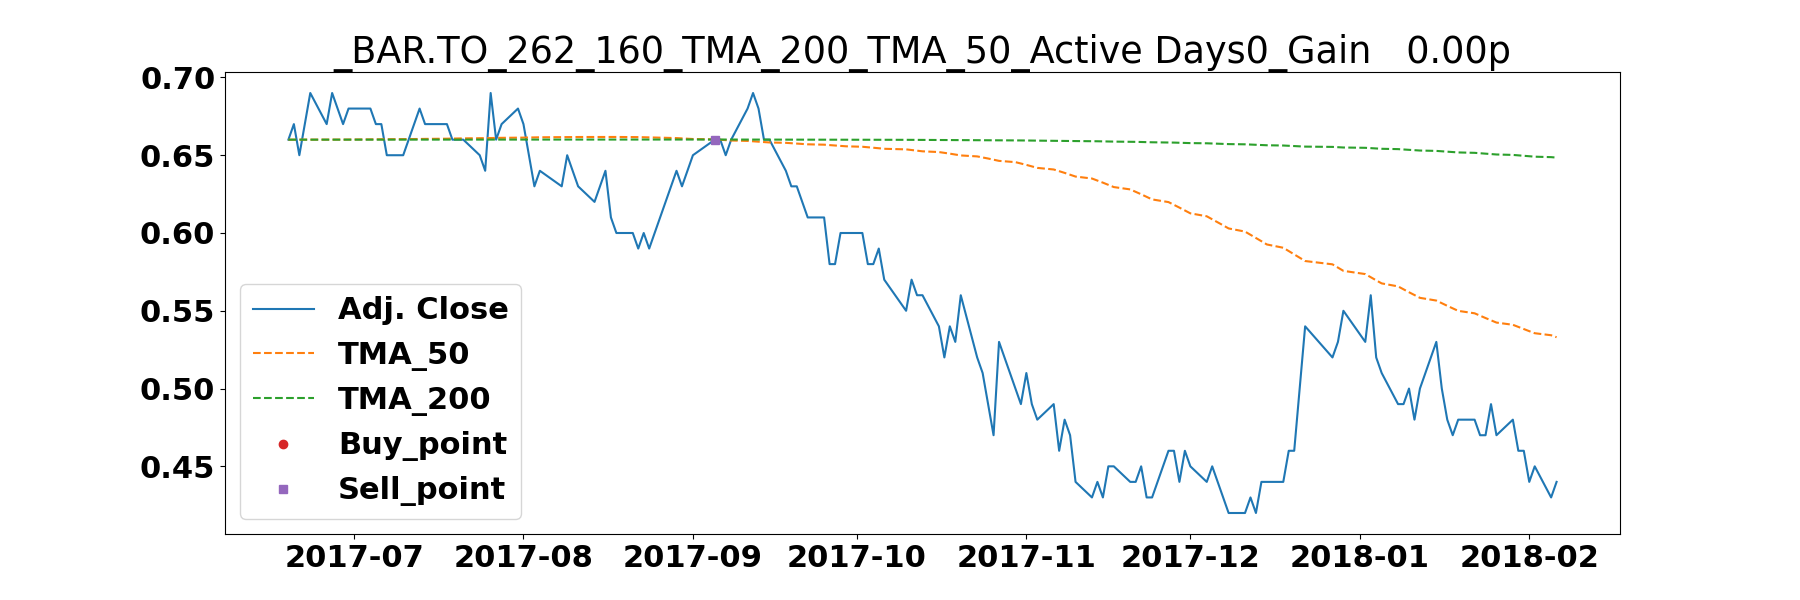 _BAR.TO_262_160_TMA_200_TMA_50_Active Days0_Gain   0.00p
0.70
0.65
0.60
0.55
0.50
0.45
Adj. Close
TMA_50
TMA_200
Buy_point
Sell_point
2017-07 2017-08 2017-09 2017-10 2017-11 2017-12 2018-01 2018-02